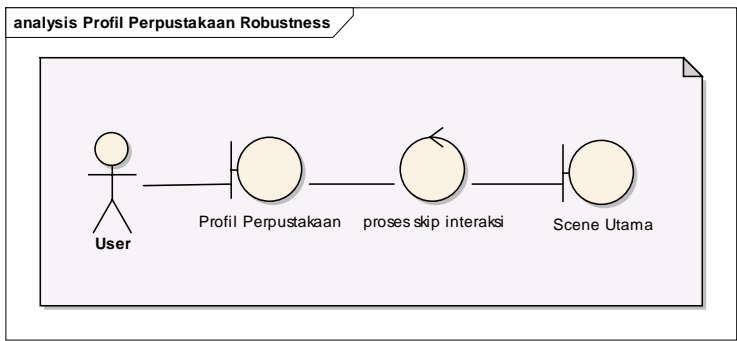 analysis Profil Perpustakaan Robustness
User
Profil Perpustakaan
proses skip interaksi
Scene Utama